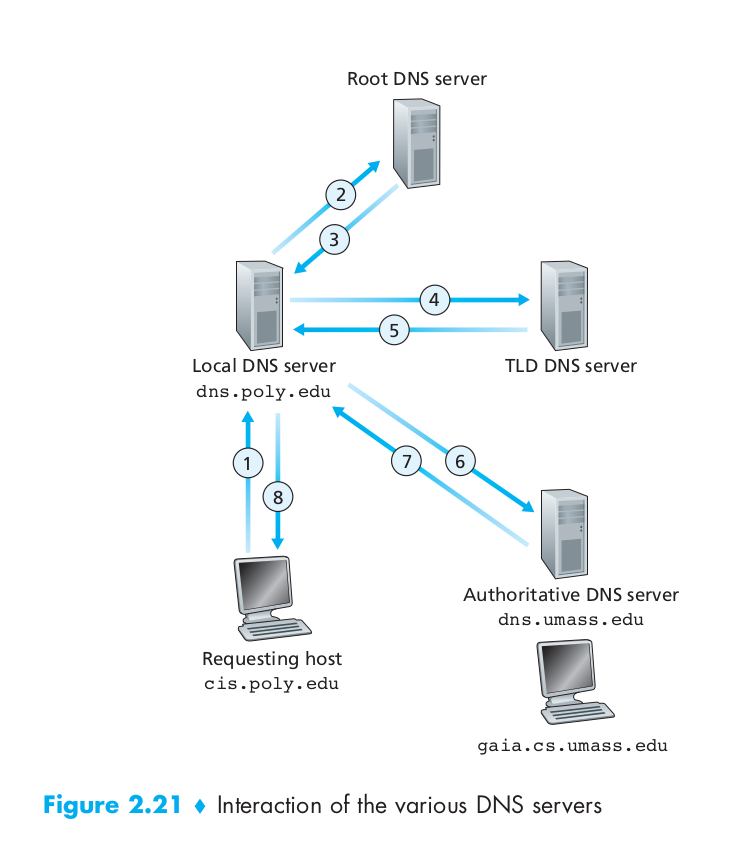 Root DNS server
2
3
4
5
Local DNS server
dns.poly.edu
TLD DNS server
1
8
7
6
Authoritative DNS server
dns.umass.edu
Requesting host
cis.poly.edu
gaia.cs.umass.edu
Figure 2.21 ♦ Interaction of the various DNS servers